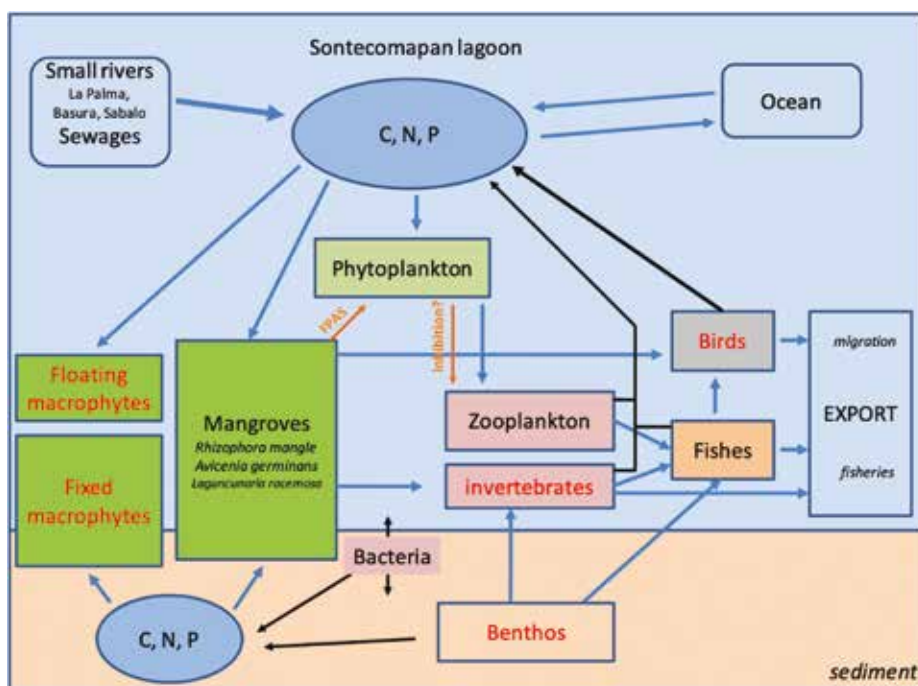 Sontecomapan lagoon
Small rivers
La Palma,
Basura, Sabalo
Sewages
C, N, P
Ocean
Phytoplankton
FPAS
Inhibition?
Birds
migration
EXPORT
fisheries
Floating
macrophytes
Mangroves
Rhizophora mangle
Avicenia germinans
Laguncunaria racemosa
Zooplankton
Fishes
Fixed
macrophytes
invertebrates
Bacteria
C, N, P
Benthos
sediment